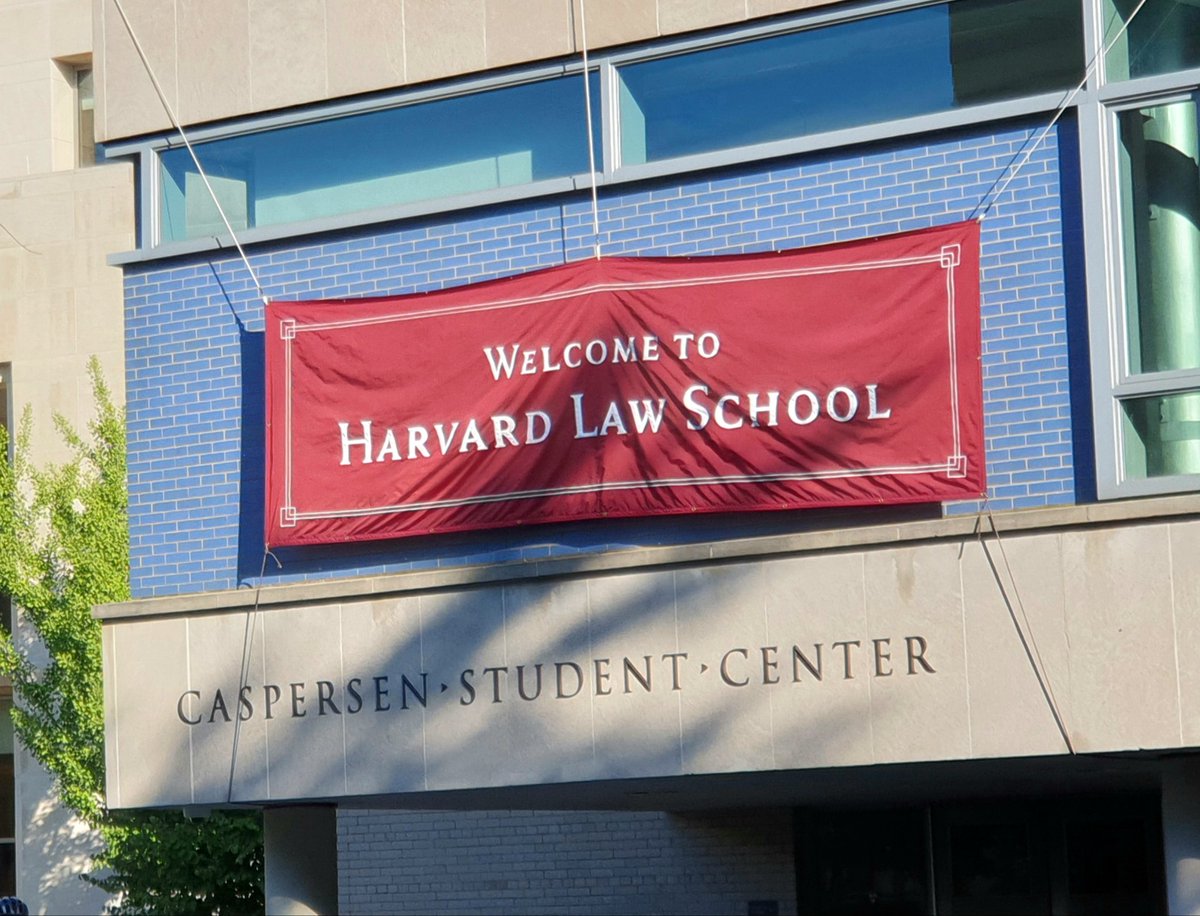 WELCOME TO
HARVARD LAW SCHOOL
CASPERSEN · STUDENT · CENTER